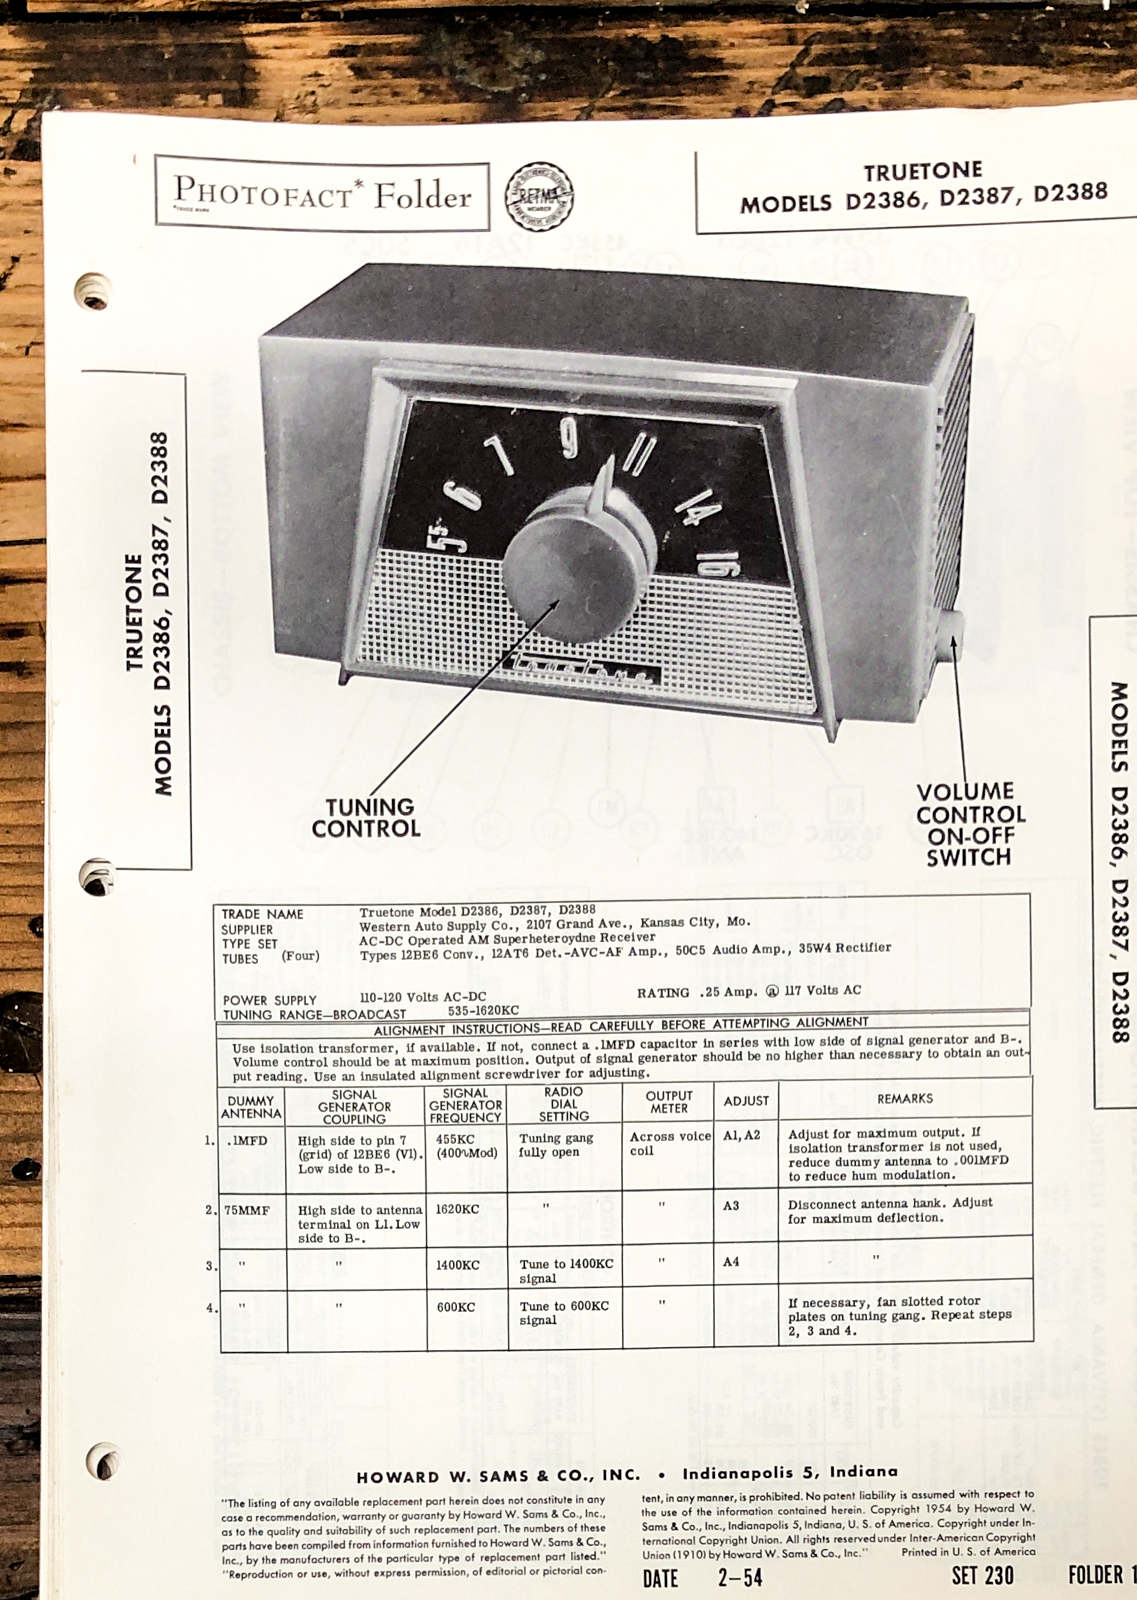 PHOTOFACT* Folder
*TRADE MARK
RETMA
MEMBER
TRUETONE
MODELS D2386, D2387, D2388
TRUETONE
MODELS D2386, D2387, D2388
MODELS D2386, D2387, D2388
55 6 7 9 11 14 16
Truetone
TUNING
CONTROL
VOLUME
CONTROL
ON-OFF
SWITCH
TRADE NAME Truetone Model D2386, D2387, D2388
SUPPLIER Western Auto Supply Co., 2107 Grand Ave., Kansas City, Mo.
TYPE SET AC-DC Operated AM Superheteroydne Receiver
TUBES (Four) Types 12BE6 Conv., 12AT6 Det.-AVC-AF Amp., 50C5 Audio Amp., 35W4 Rectifier
POWER SUPPLY 110-120 Volts AC-DC RATING .25 Amp. @ 117 Volts AC
TUNING RANGE—BROADCAST 535-1620KC
ALIGNMENT INSTRUCTIONS—READ CAREFULLY BEFORE ATTEMPTING ALIGNMENT
Use isolation transformer, if available. If not, connect a .1MFD capacitor in series with low side of signal generator and B-.
Volume control should be at maximum position. Output of signal generator should be no higher than necessary to obtain an out-
put reading. Use an insulated alignment screwdriver for adjusting.
DUMMY
ANTENNA
SIGNAL
GENERATOR
COUPLING
SIGNAL
GENERATOR
FREQUENCY
RADIO
DIAL
SETTING
OUTPUT
METER
ADJUST
REMARKS
1. .1MFD
High side to pin 7
(grid) of 12BE6 (V1).
Low side to B-.
455KC
(400~Mod)
Tuning gang
fully open
Across voice
coil
A1, A2
Adjust for maximum output. If
isolation transformer is not used,
reduce dummy antenna to .001MFD
to reduce hum modulation.
2. 75MMF
High side to antenna
terminal on L1. Low
side to B-.
1620KC
"
"
A3
Disconnect antenna hank. Adjust
for maximum deflection.
3. "
"
1400KC
Tune to 1400KC
signal
"
A4
"
4. "
"
600KC
Tune to 600KC
signal
"
If necessary, fan slotted rotor
plates on tuning gang. Repeat steps
2, 3 and 4.
HOWARD W. SAMS & CO., INC. • Indianapolis 5, Indiana
"The listing of any available replacement part herein does not constitute in any
case a recommendation, warranty or guaranty by Howard W. Sams & Co., Inc.,
as to the quality and suitability of such replacement part. The numbers of these
parts have been compiled from information furnished to Howard W. Sams & Co.,
Inc., by the manufacturers of the particular type of replacement part listed."
"Reproduction or use, without express permission, of editorial or pictorial con-
tent, in any manner, is prohibited. No patent liability is assumed with respect to
the use of the information contained herein. Copyright 1954 by Howard W.
Sams & Co., Inc., Indianapolis 5, Indiana, U. S. of America. Copyright under In-
ternational Copyright Union. All rights reserved under Inter-American Copyright
Union (1910) by Howard W. Sams & Co., Inc." Printed in U. S. of America
DATE 2-54 SET 230 FOLDER 1